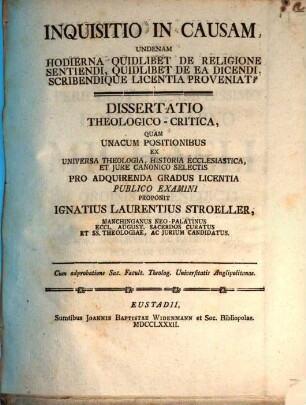 INQUISITIO IN CAUSAM,
UNDENAM
HODIERNA QUIDLIBET DE RELIGIONE
SENTIENDI, QUIDLIBET DE EA DICENDI,
SCRIBENDIQUE LICENTIA PROVENIAT?
DISSERTATIO
THEOLOGICO-CRITICA,
QUAM
UNACUM POSITIONIBUS
EX
UNIVERSA THEOLOGIA, HISTORIA ECCLESIASTICA,
ET JURE CANONICO SELECTIS
PRO ADQUIRENDA GRADUS LICENTIA
PUBLICO EXAMINI
PROPONIT
IGNATIUS LAURENTIUS STROELLER,
MANCHINGANUS NEO-PALATINUS
ECCL. AUGUST. SACERDOS CURATUS
ET SS. THEOLOGIAE, AC JURIUM CANDIDATUS.
Cum adprobatione Sac. Facult. Theolog. Universitatis Anglipolitanae.
EUSTADII,
Sumtibus JOANNIS BAPTISTAE WIDENMANN et Soc. Bibliopolae.
MDCCLXXXII.